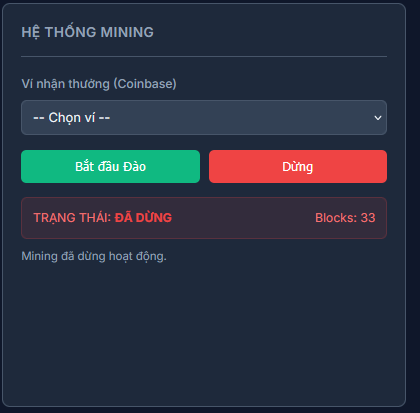 HỆ THỐNG MINING
Ví nhận thưởng (Coinbase)
-- Chọn ví --
Bắt đầu Đào Dừng
TRẠNG THÁI: ĐÃ DỪNG Blocks: 33
Mining đã dừng hoạt động.